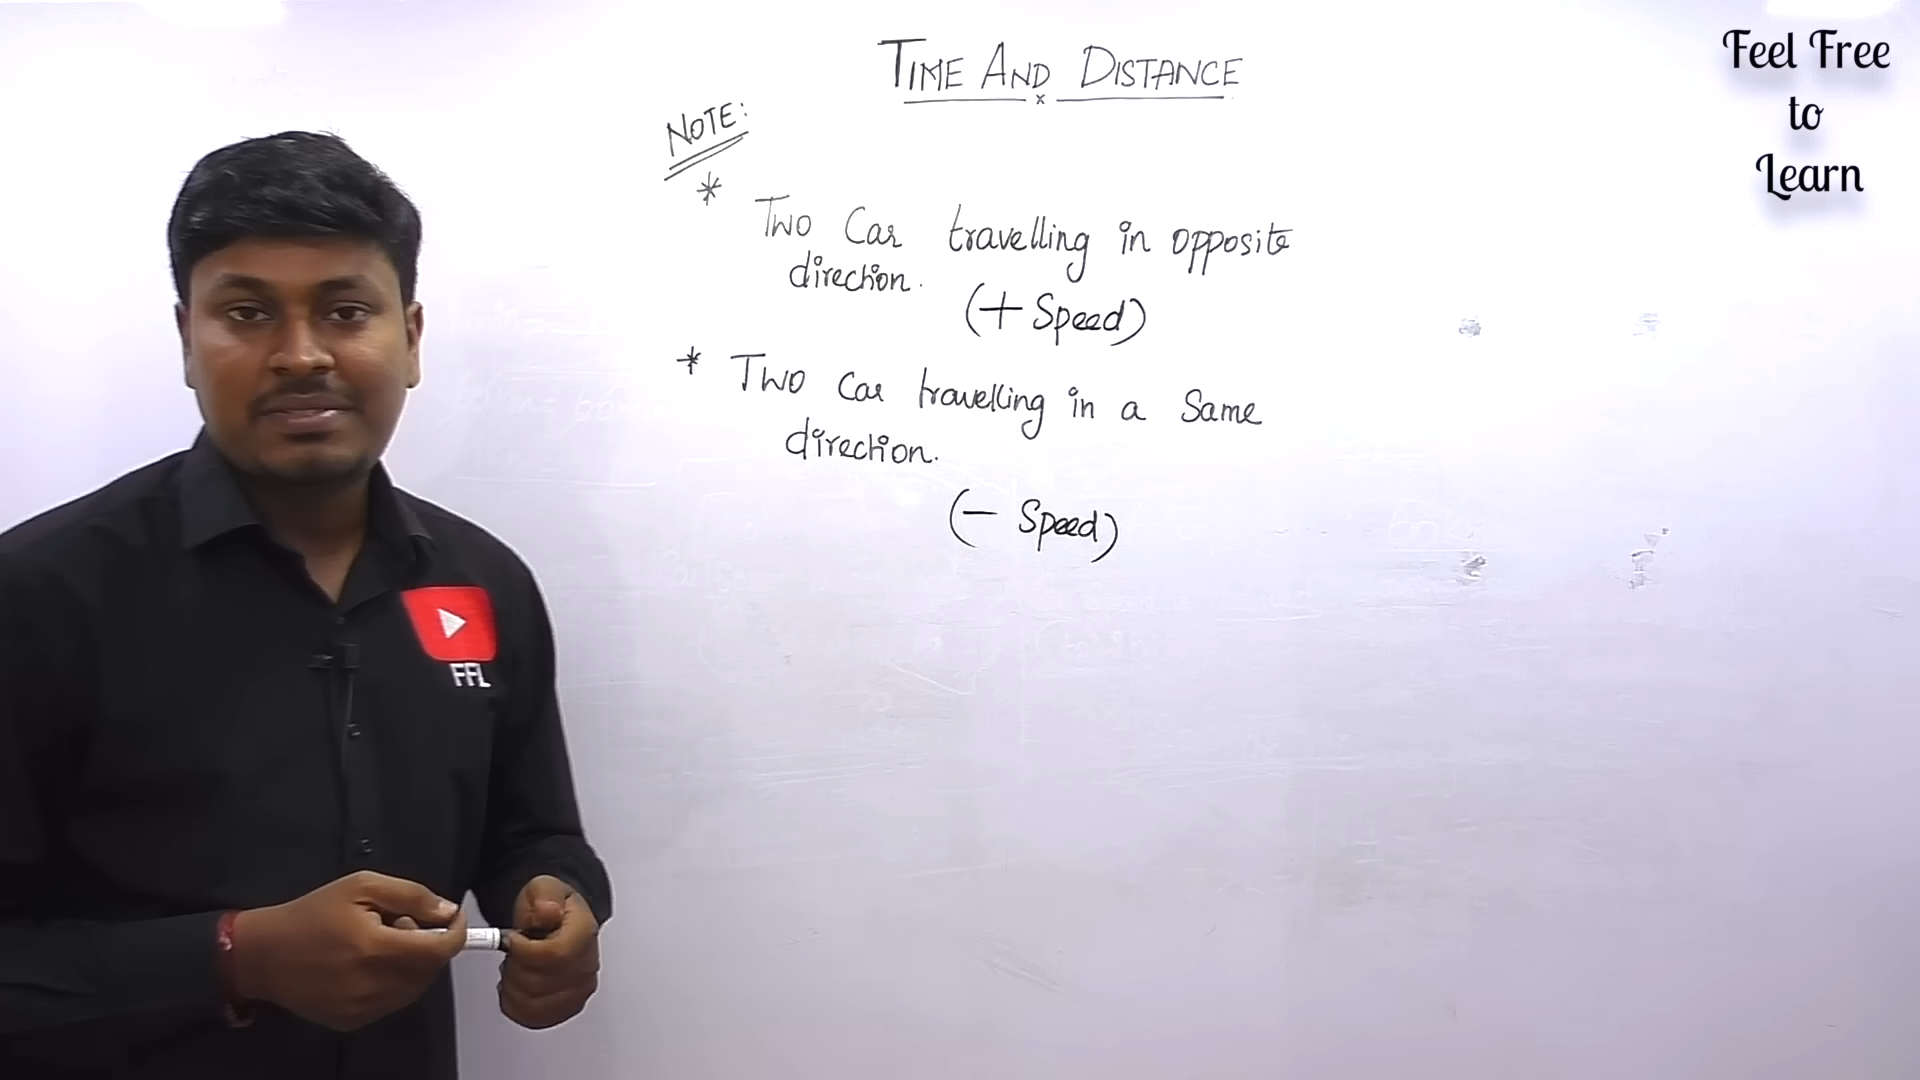 TIME AND DISTANCE
x
Feel Free
to
Learn
NOTE:
* Two Car travelling in opposite
direction.
(+ Speed)
* Two Car travelling in a Same
direction.
(- Speed)
FFL